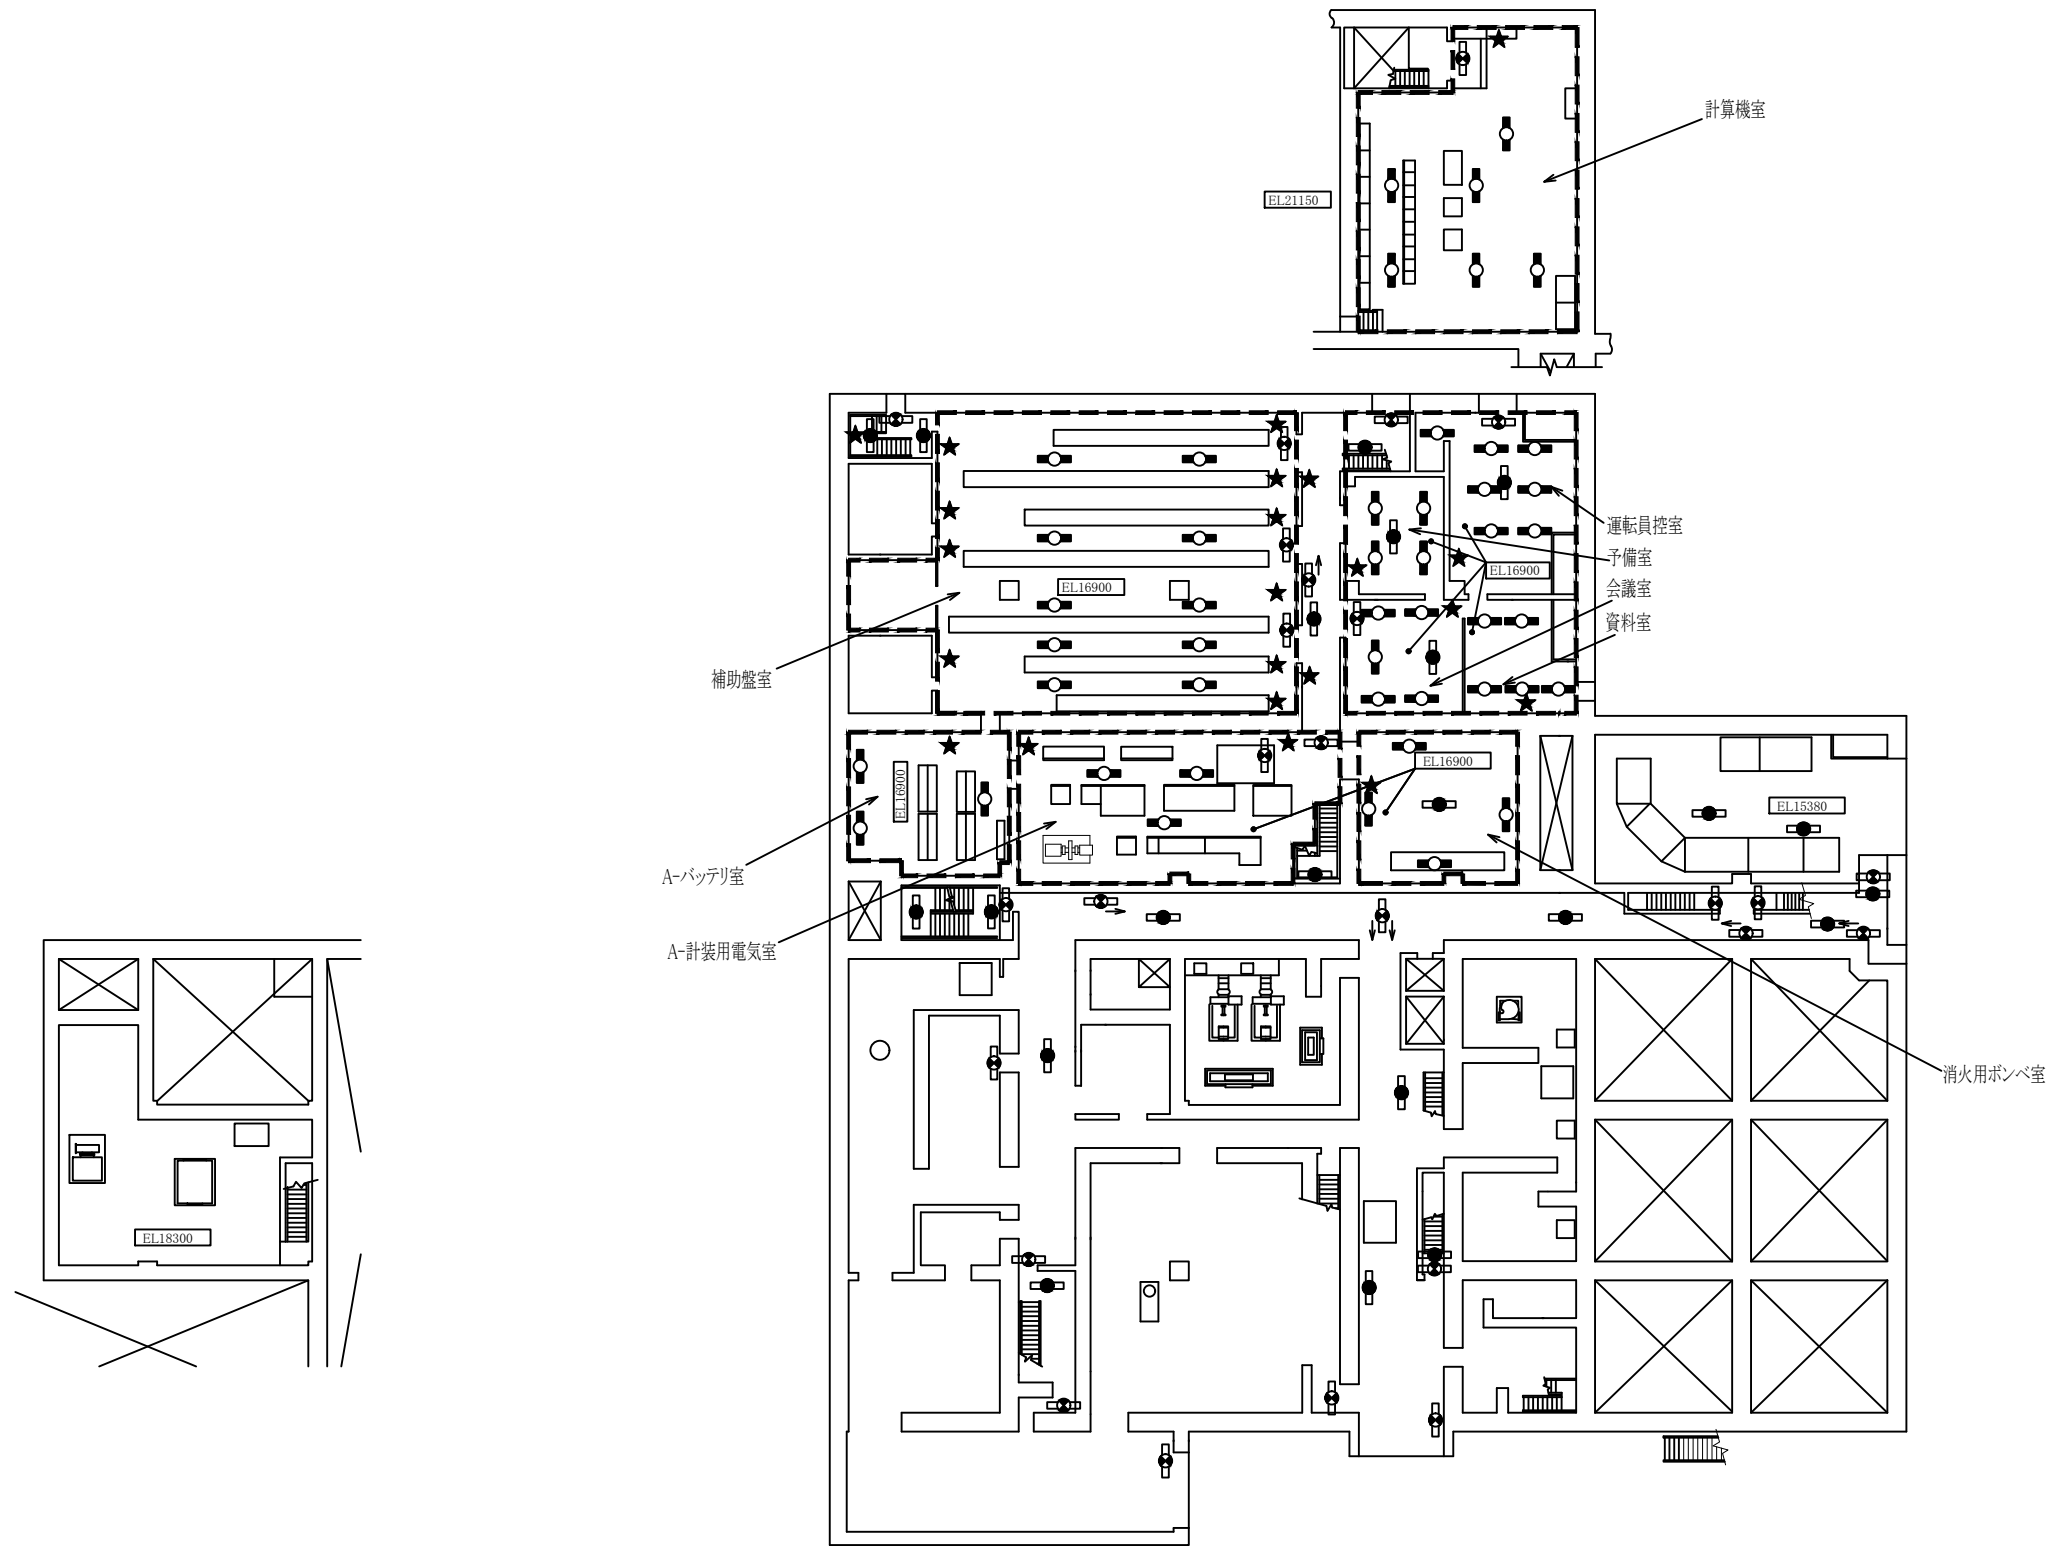 計算機室
EL21150
運転員控室
予備室
EL16900
会議室
資料室
EL16900
補助盤室
EL16900
EL16900
EL15380
A-バッテリ室
A-計装用電気室
消火用ボンベ室
EL18300